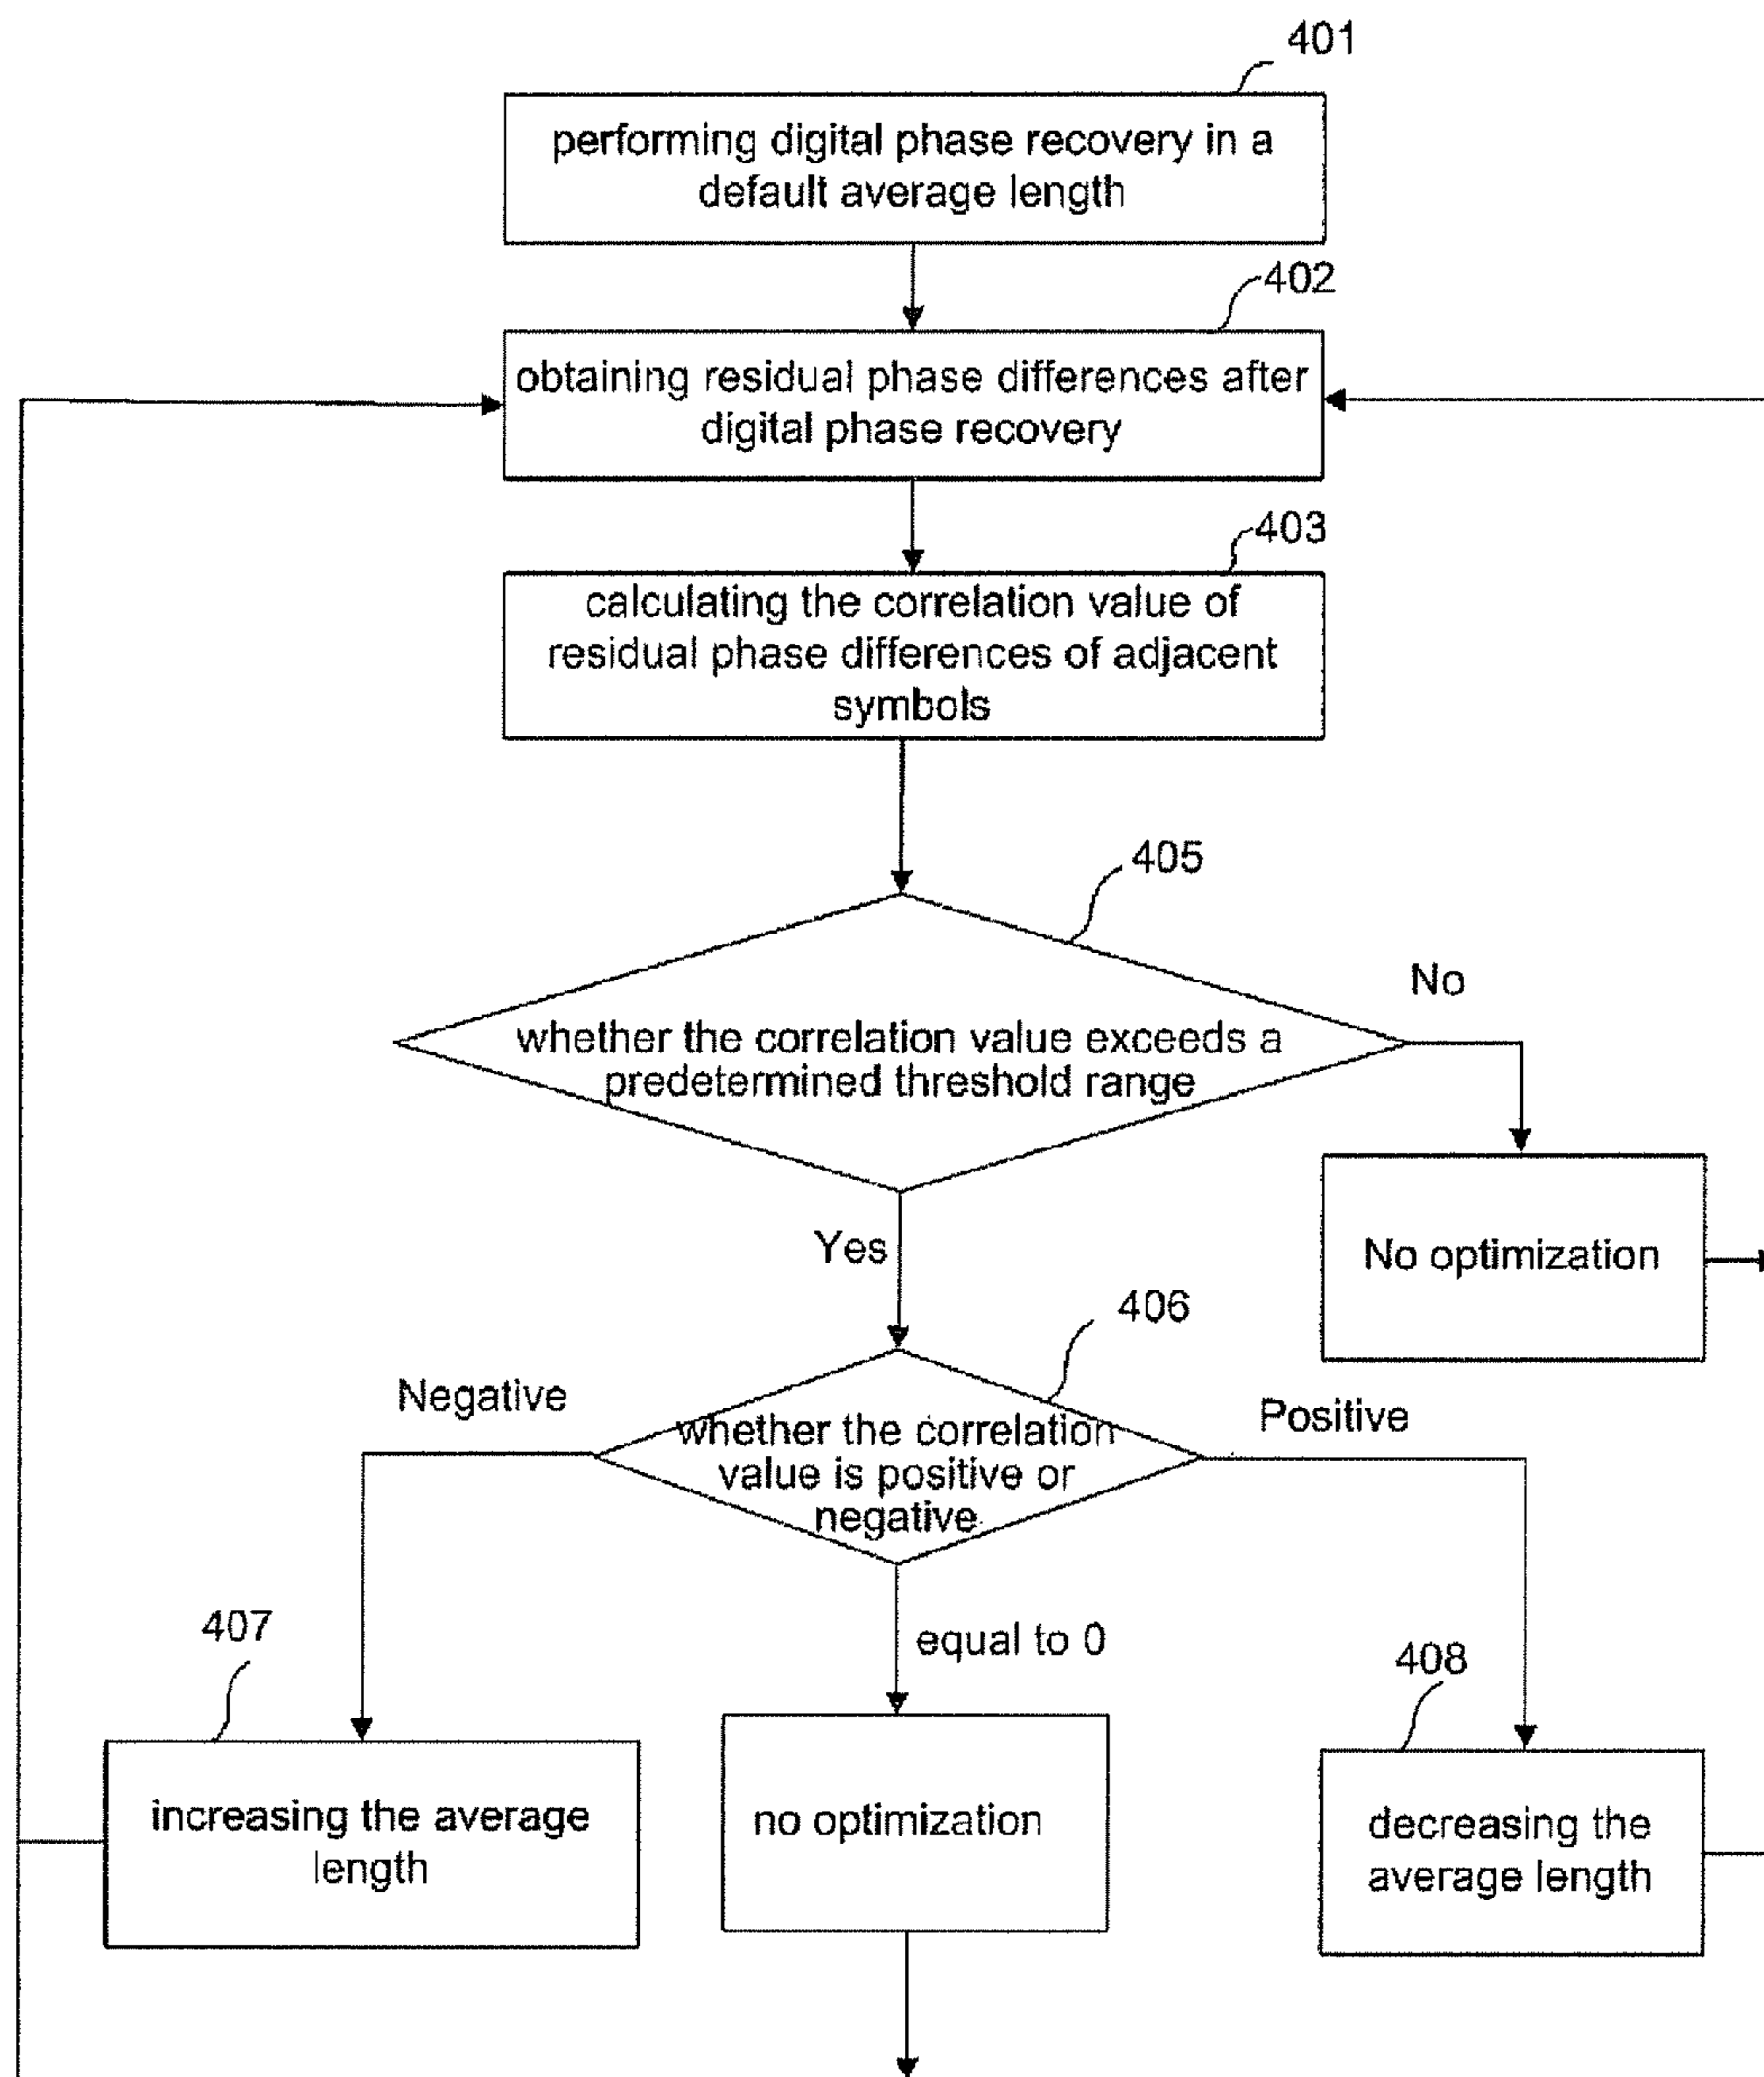 401
performing digital phase recovery in a
default average length
402
obtaining residual phase differences after
digital phase recovery
403
calculating the correlation value of
residual phase differences of adjacent
symbols
405
No
whether the correlation value exceeds a
predetermined threshold range
Yes
No optimization
406
Negative
Positive
whether the correlation
value is positive or
negative
407
equal to 0
408
increasing the average
length
no optimization
decreasing the
average length